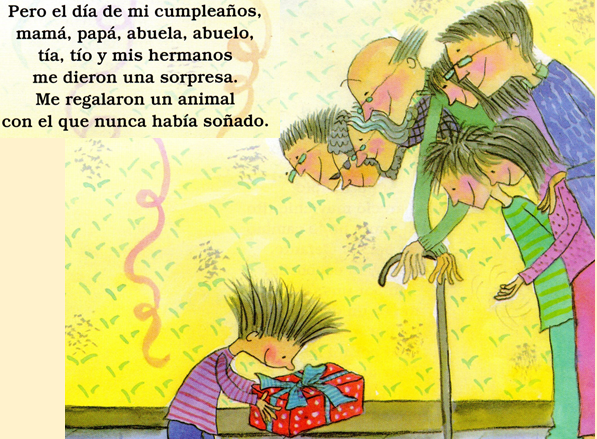 Pero el día de mi cumpleaños,
mamá, papá, abuela, abuelo,
tía, tío y mis hermanos
me dieron una sorpresa.
Me regalaron un animal
con el que nunca había soñado.